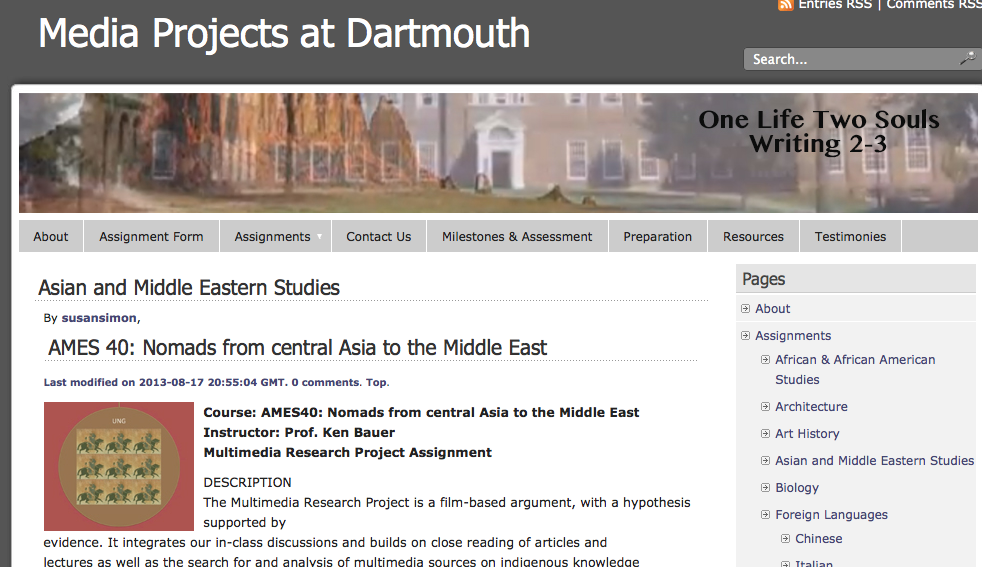 Entries RSS | Comments RSS
Media Projects at Dartmouth
Search...
One Life Two Souls
Writing 2-3
About Assignment Form Assignments Contact Us Milestones & Assessment Preparation Resources Testimonies
Asian and Middle Eastern Studies
By susansimon,
AMES 40: Nomads from central Asia to the Middle East
Last modified on 2013-08-17 20:55:04 GMT. 0 comments. Top.
UNG
Course: AMES40: Nomads from central Asia to the Middle East
Instructor: Prof. Ken Bauer
Multimedia Research Project Assignment
DESCRIPTION
The Multimedia Research Project is a film-based argument, with a hypothesis
supported by
evidence. It integrates our in-class discussions and builds on close reading of articles and
lectures as well as the search for and analysis of multimedia sources on indigenous knowledge
Pages
About
Assignments
African & African American
Studies
Architecture
Art History
Asian and Middle Eastern Studies
Biology
Foreign Languages
Chinese
Italian